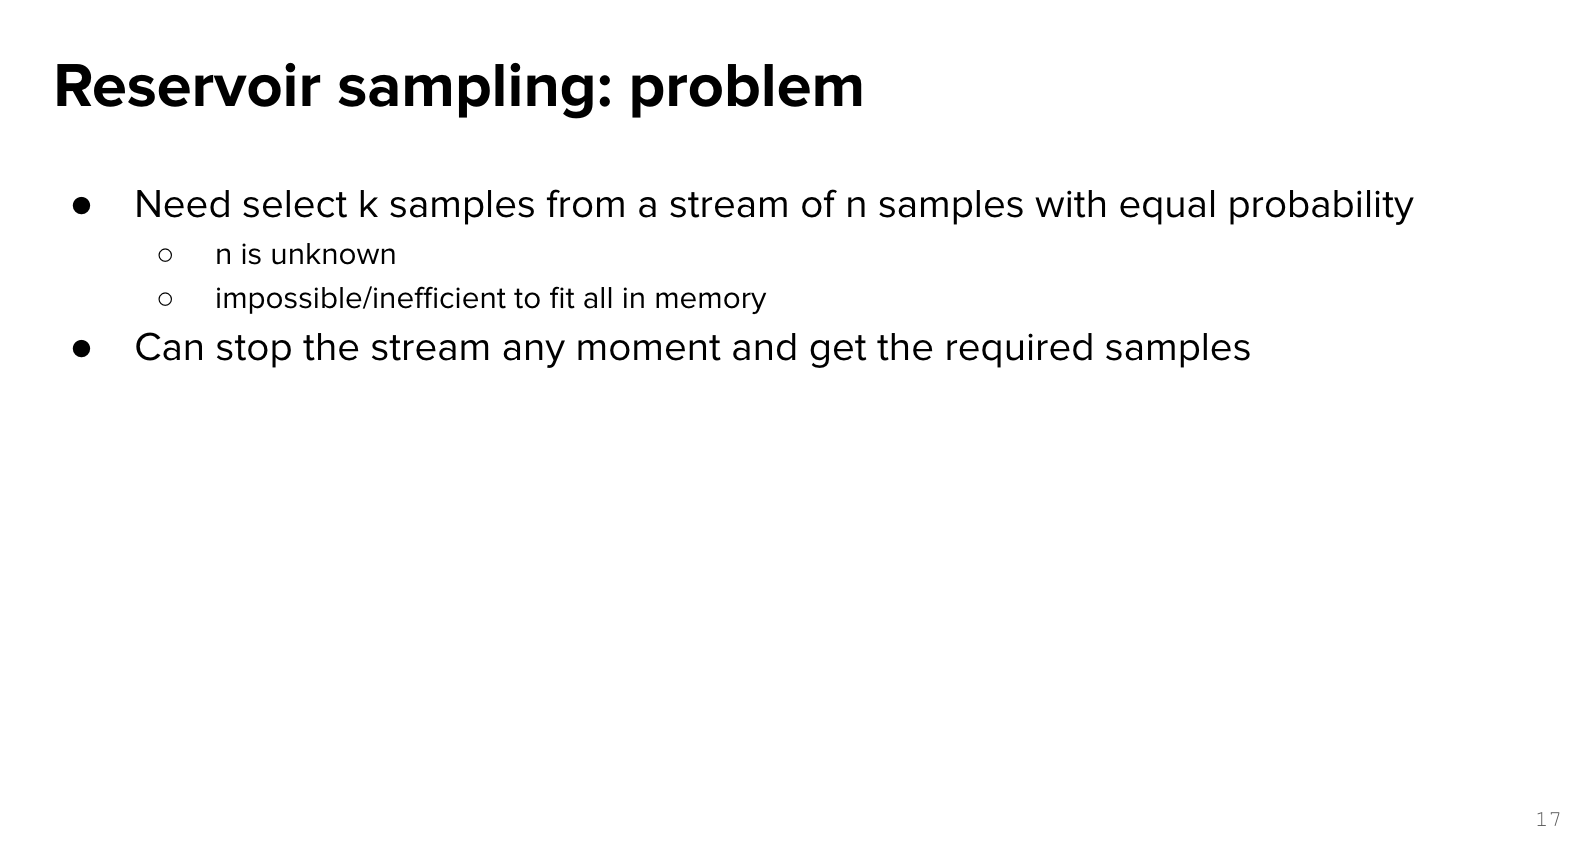 Reservoir sampling: problem
● Need select k samples from a stream of n samples with equal probability
○ n is unknown
○ impossible/inefficient to fit all in memory
● Can stop the stream any moment and get the required samples
17